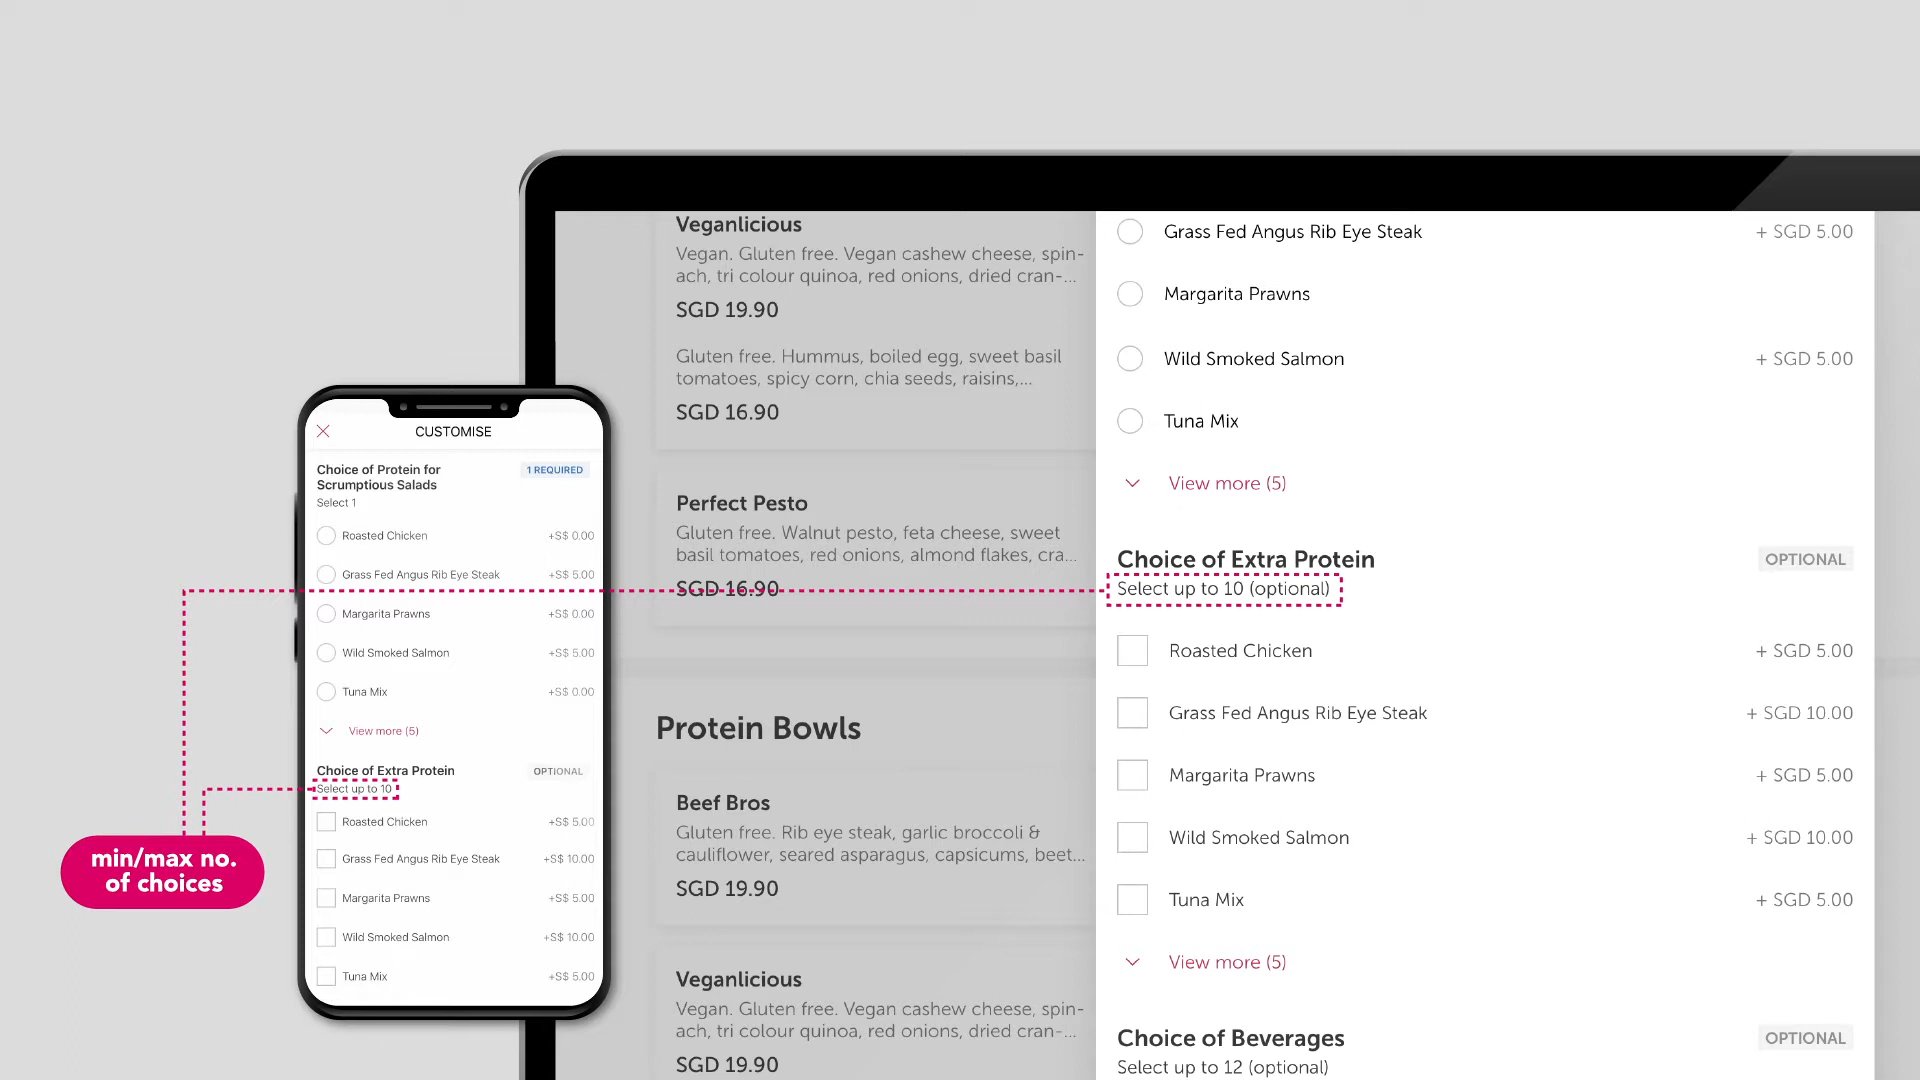 CUSTOMISE
Choice of Protein for
Scrumptious Salads
1 REQUIRED
Select 1
Roasted Chicken
+S$ 0.00
Grass Fed Angus Rib Eye Steak
+S$ 5.00
Margarita Prawns
+S$ 0.00
Wild Smoked Salmon
+S$ 5.00
Tuna Mix
+S$ 0.00
View more (5)
Choice of Extra Protein
OPTIONAL
Select up to 10
Roasted Chicken
+S$ 5.00
Grass Fed Angus Rib Eye Steak
+S$ 10.00
Margarita Prawns
+S$ 5.00
Wild Smoked Salmon
+S$ 10.00
Tuna Mix
+S$ 5.00
min/max no.
of choices
Veganlicious
Vegan. Gluten free. Vegan cashew cheese, spin-
ach, tri colour quinoa, red onions, dried cran-...
SGD 19.90
Gluten free. Hummus, boiled egg, sweet basil
tomatoes, spicy corn, chia seeds, raisins,...
SGD 16.90
Perfect Pesto
Gluten free. Walnut pesto, feta cheese, sweet
basil tomatoes, red onions, almond flakes, cra...
SGD 16.90
Protein Bowls
Beef Bros
Gluten free. Rib eye steak, garlic broccoli &
cauliflower, seared asparagus, capsicums, beet...
SGD 19.90
Veganlicious
Vegan. Gluten free. Vegan cashew cheese, spin-
ach, tri colour quinoa, red onions, dried cran-...
SGD 19.90
Grass Fed Angus Rib Eye Steak
+ SGD 5.00
Margarita Prawns
Wild Smoked Salmon
+ SGD 5.00
Tuna Mix
View more (5)
Choice of Extra Protein
OPTIONAL
Select up to 10 (optional)
Roasted Chicken
+ SGD 5.00
Grass Fed Angus Rib Eye Steak
+ SGD 10.00
Margarita Prawns
+ SGD 5.00
Wild Smoked Salmon
+ SGD 10.00
Tuna Mix
+ SGD 5.00
View more (5)
Choice of Beverages
OPTIONAL
Select up to 12 (optional)